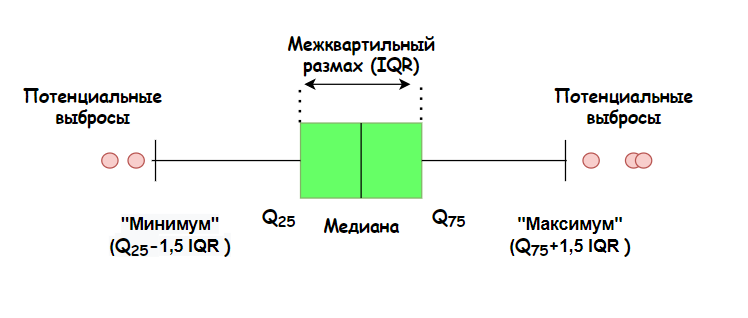 Межквартильный
размах (IQR)
Потенциальные
выбросы
Потенциальные
выбросы
"Минимум"
(Q25-1,5 IQR )
Q25
Медиана
Q75
"Максимум"
(Q75+1,5 IQR )